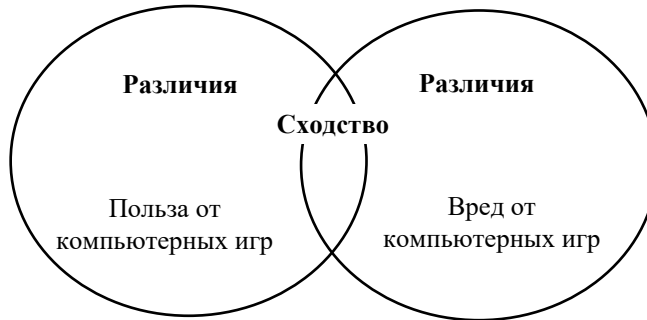 Различия
Различия
Сходство
Польза от
компьютерных игр
Вред от
компьютерных игр